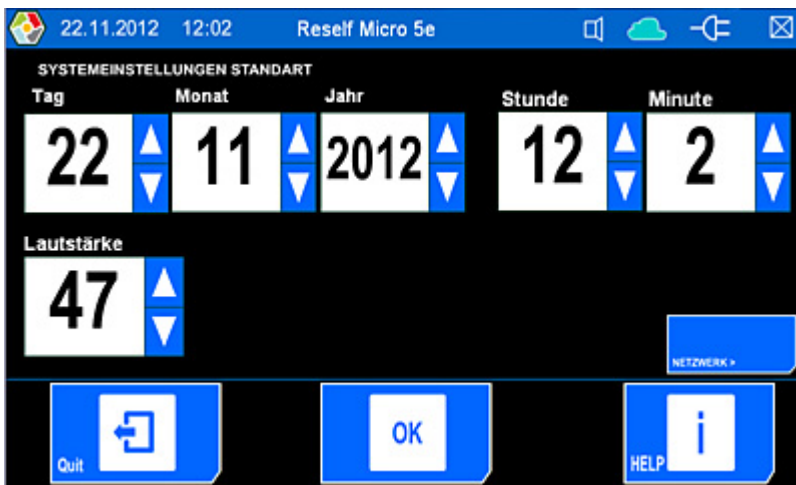 22.11.2012 12:02 Reself Micro 5e
SYSTEMEINSTELLUNGEN STANDART
Tag Monat Jahr Stunde Minute
22 11 2012 12 2
Lautstärke
47
NETZWERK >
Quit OK HELP i